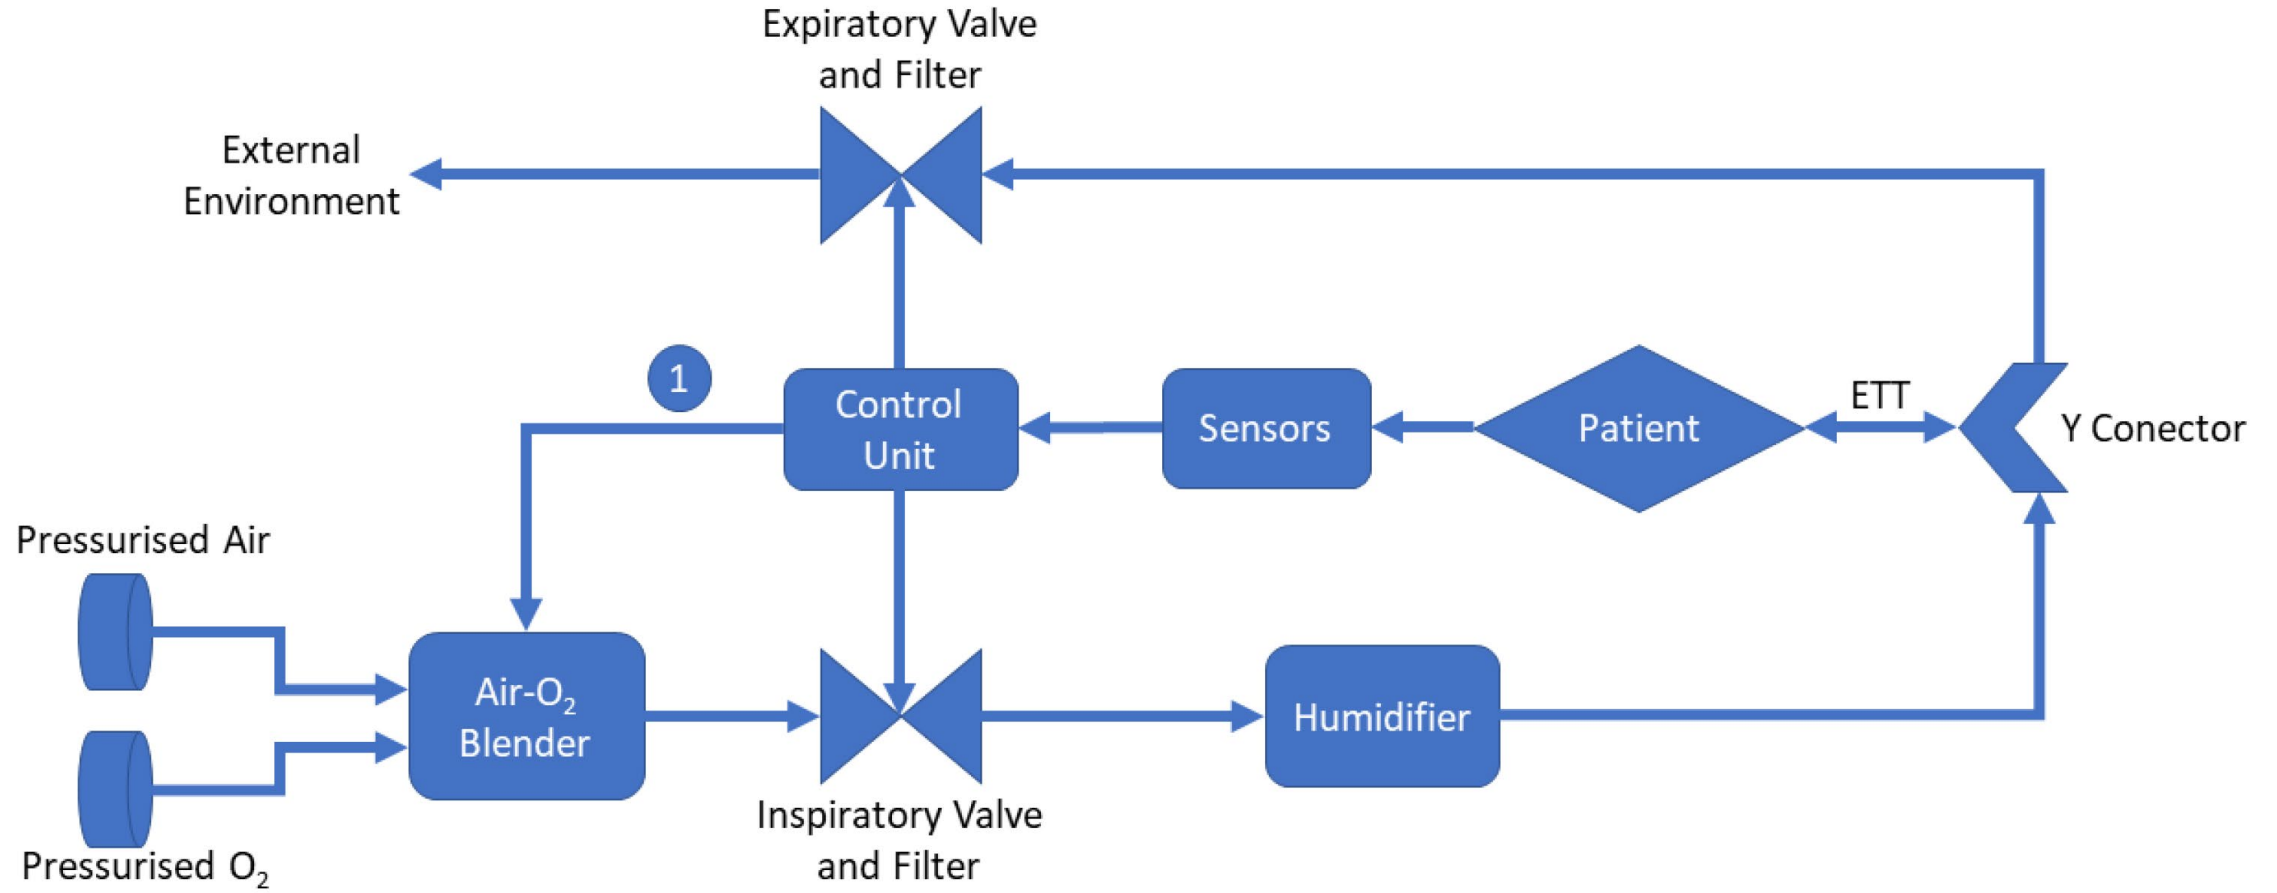 Expiratory Valve
and Filter
External
Environment
1
Control
Unit
Sensors
Patient
ETT
Y Conector
Pressurised Air
Air-O₂
Blender
Humidifier
Inspiratory Valve
and Filter
Pressurised O₂